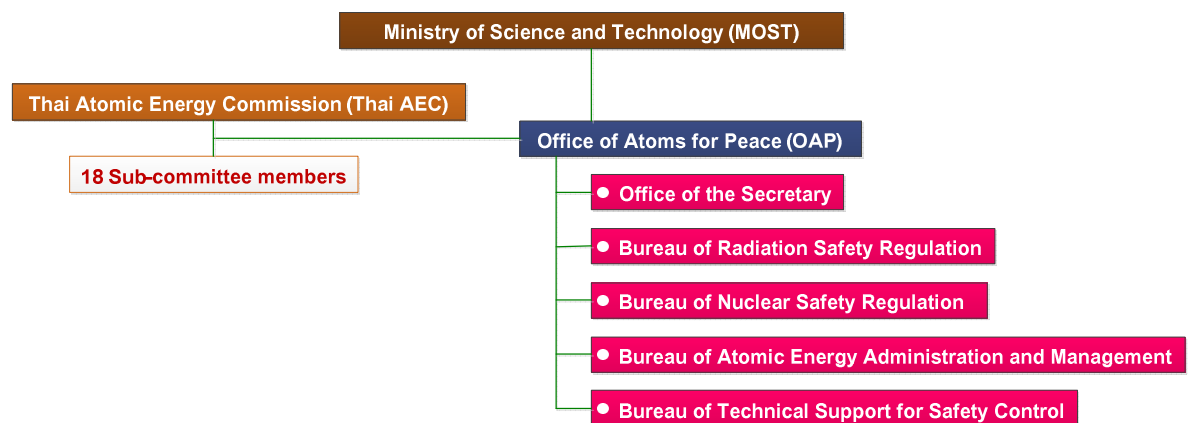 Ministry of Science and Technology (MOST)
Thai Atomic Energy Commission (Thai AEC)
Office of Atoms for Peace (OAP)
18 Sub-committee members
Office of the Secretary
Bureau of Radiation Safety Regulation
Bureau of Nuclear Safety Regulation
Bureau of Atomic Energy Administration and Management
Bureau of Technical Support for Safety Control